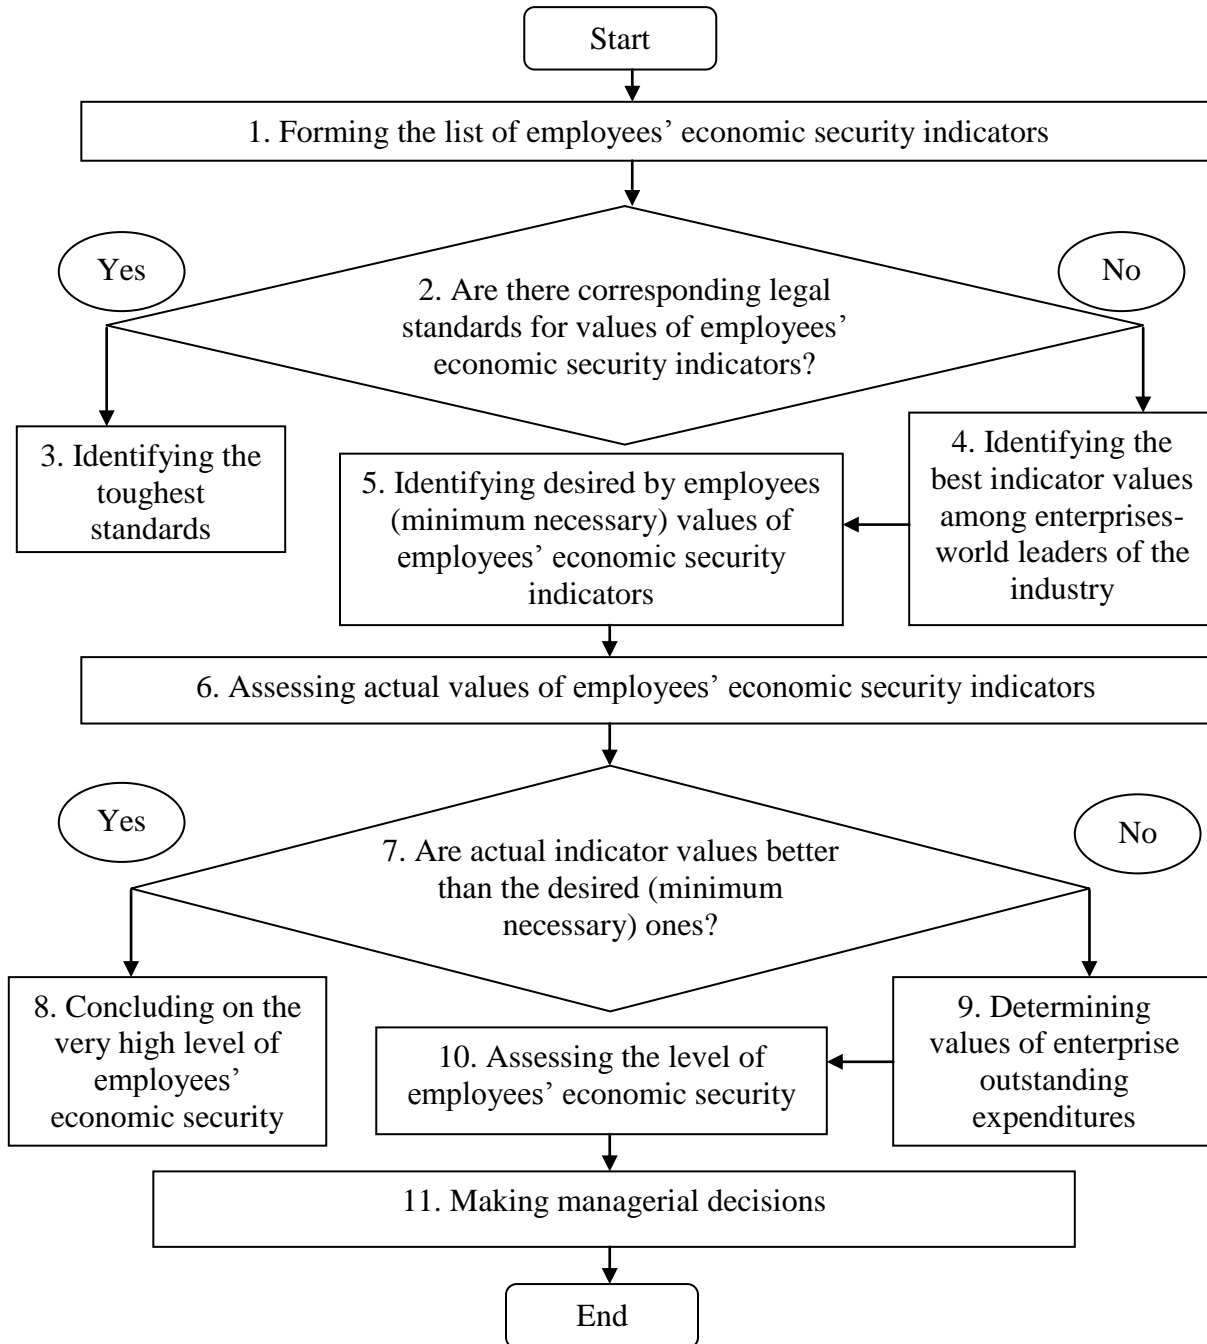 Start
1. Forming the list of employees’ economic security indicators
Yes
No
2. Are there corresponding legal
standards for values of employees’
economic security indicators?
3. Identifying the
toughest
standards
4. Identifying the
best indicator values
among enterprises-
world leaders of the
industry
5. Identifying desired by employees
(minimum necessary) values of
employees’ economic security
indicators
6. Assessing actual values of employees’ economic security indicators
Yes
No
7. Are actual indicator values better
than the desired (minimum
necessary) ones?
8. Concluding on the
very high level of
employees’
economic security
9. Determining
values of enterprise
outstanding
expenditures
10. Assessing the level of
employees’ economic security
11. Making managerial decisions
End